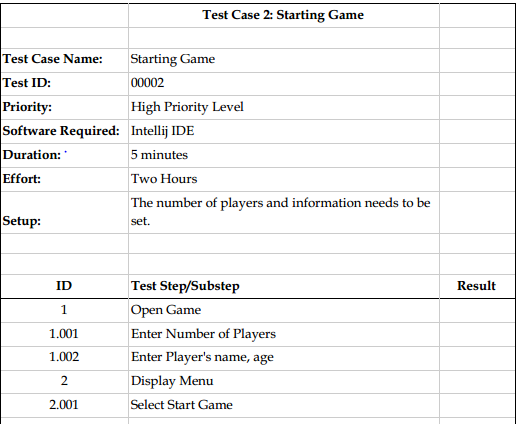 Test Case 2: Starting Game
Test Case Name: Starting Game
Test ID: 00002
Priority: High Priority Level
Software Required: Intellij IDE
Duration: 5 minutes
Effort: Two Hours
The number of players and information needs to be
Setup: set.
ID Test Step/Substep Result
1 Open Game
1.001 Enter Number of Players
1.002 Enter Player's name, age
2 Display Menu
2.001 Select Start Game